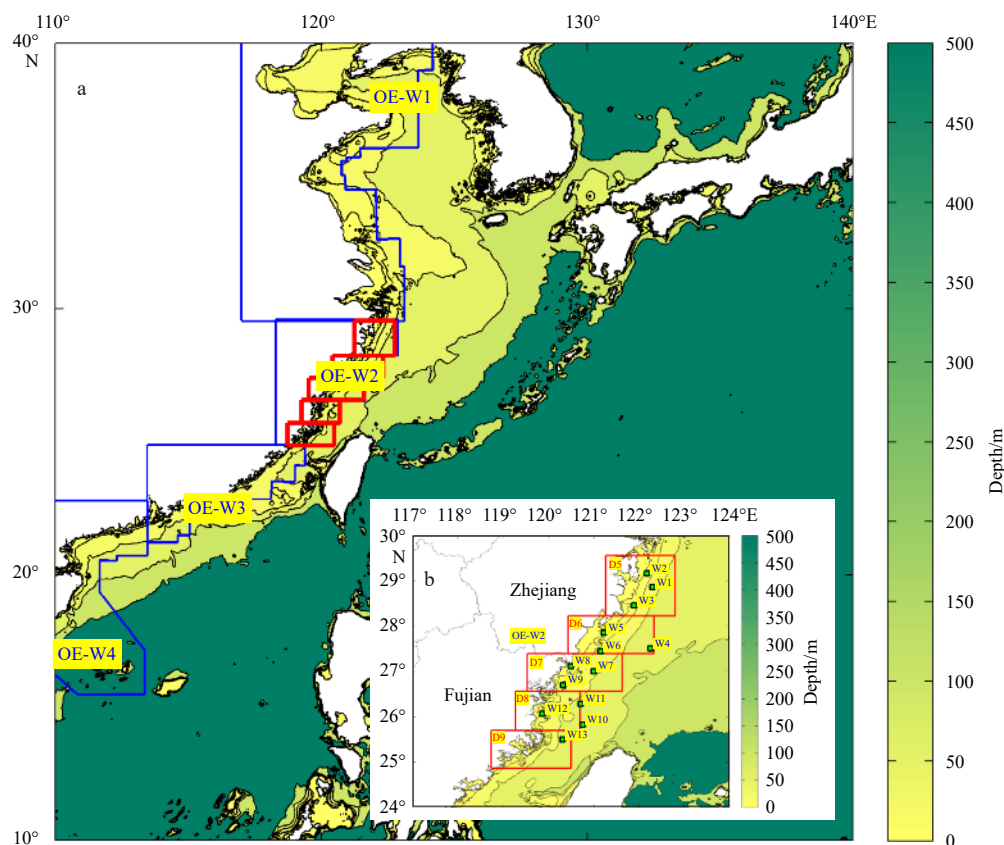 110°
120°
130°
140°E
40°
N
a
OE-W1
500
450
400
350
300
250
200
150
100
50
0
Depth/m
30°
OE-W2
OE-W3
20°
OE-W4
10°
117°
118°
119°
120°
121°
122°
123°
124°E
30°
N
b
D5
W2
W1
29°
Zhejiang
W3
28°
D6
W5
OE-W2
W6
W4
27°
D7
W8
W7
Fujian
W9
D8
W11
26°
W12
W10
D9
W13
25°
24°
500
450
400
350
300
250
200
150
100
50
0
Depth/m